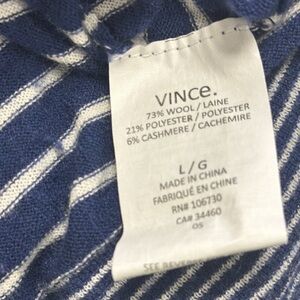 VINCE.
73% WOOL / LAINE
21% POLYESTER / POLYESTER
6% CASHMERE / CACHEMIRE
L / G
MADE IN CHINA
FABRIQUÉ EN CHINE
RN# 106730
CA# 34460
OS
SEE REVERSE